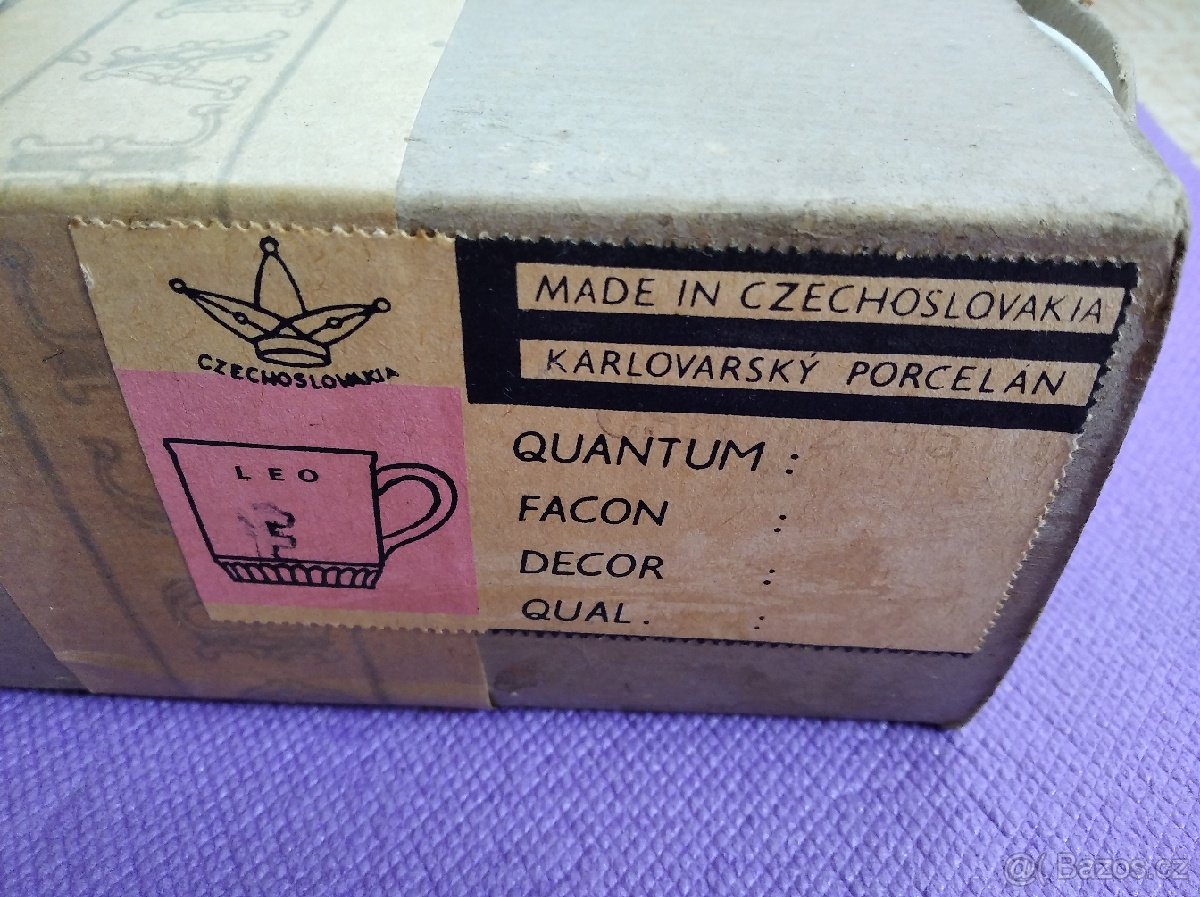 CZECHOSLOVAKIA
LEO
MADE IN CZECHOSLOVAKIA
KARLOVARSKÝ PORCELÁN
QUANTUM :
FACON :
DECOR :
QUAL. :
Bazos.cz